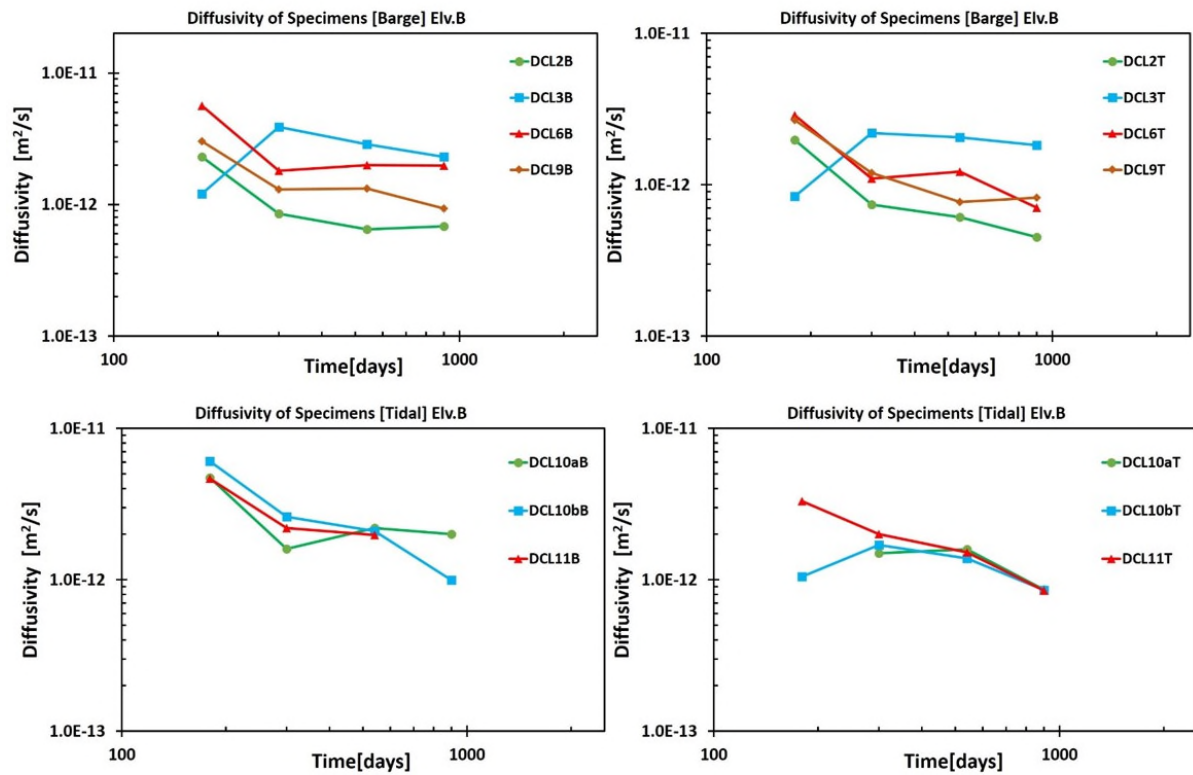 Diffusivity of Specimens [Barge] Elv.B
1.0E-11
1.0E-12
1.0E-13
Diffusivity [m²/s]
100
1000
Time[days]
DCL2B
DCL3B
DCL6B
DCL9B
Diffusivity of Specimens [Barge] Elv.B
1.0E-11
1.0E-12
1.0E-13
Diffusivity [m²/s]
100
1000
Time[days]
DCL2T
DCL3T
DCL6T
DCL9T
Diffusivity of Specimens [Tidal] Elv.B
1.0E-11
1.0E-12
1.0E-13
Diffusivity [m²/s]
100
1000
Time[days]
DCL10aB
DCL10bB
DCL11B
Diffusivity of Speciments [Tidal] Elv.B
1.0E-11
1.0E-12
1.0E-13
Diffusivity [m²/s]
100
1000
Time[days]
DCL10aT
DCL10bT
DCL11T